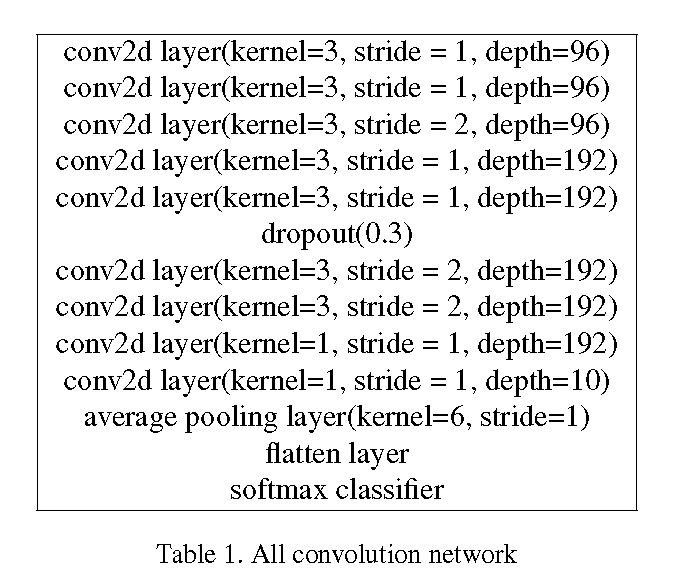 conv2d layer(kernel=3, stride = 1, depth=96)
conv2d layer(kernel=3, stride = 1, depth=96)
conv2d layer(kernel=3, stride = 2, depth=96)
conv2d layer(kernel=3, stride = 1, depth=192)
conv2d layer(kernel=3, stride = 1, depth=192)
dropout(0.3)
conv2d layer(kernel=3, stride = 2, depth=192)
conv2d layer(kernel=3, stride = 2, depth=192)
conv2d layer(kernel=1, stride = 1, depth=192)
conv2d layer(kernel=1, stride = 1, depth=10)
average pooling layer(kernel=6, stride=1)
flatten layer
softmax classifier
Table 1. All convolution network